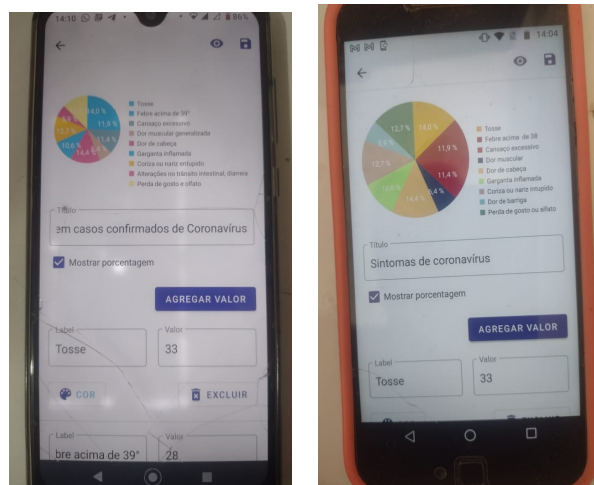 14:10
86%
14,0 %
11,9 %
11,4 %
6,4 %
14,4 %
10,6 %
12,7 %
Tosse
Febre acima de 39°
Cansaço excessivo
Dor muscular generalizada
Dor de cabeça
Garganta inflamada
Coriza ou nariz entupido
Alterações no trânsito intestinal, diarreia
Perda de gosto e olfato
Título
em casos confirmados de Coronavírus
Mostrar porcentagem
AGREGAR VALOR
Label
Tosse
Valor
33
COR
EXCLUIR
Label
bre acima de 39°
Valor
28
14:04
12,7 %
14,0 %
11,9 %
12,7 %
11,4 %
10,6 %
6,4 %
14,4 %
Tosse
Febre acima de 38
Cansaço excessivo
Dor muscular
Dor de cabeça
Garganta inflamada
Coriza ou nariz intupido
Dor de barriga
Perda de gosto ou alfato
Título
Sintomas de coronavírus
Mostrar porcentagem
AGREGAR VALOR
Label
Tosse
Valor
33